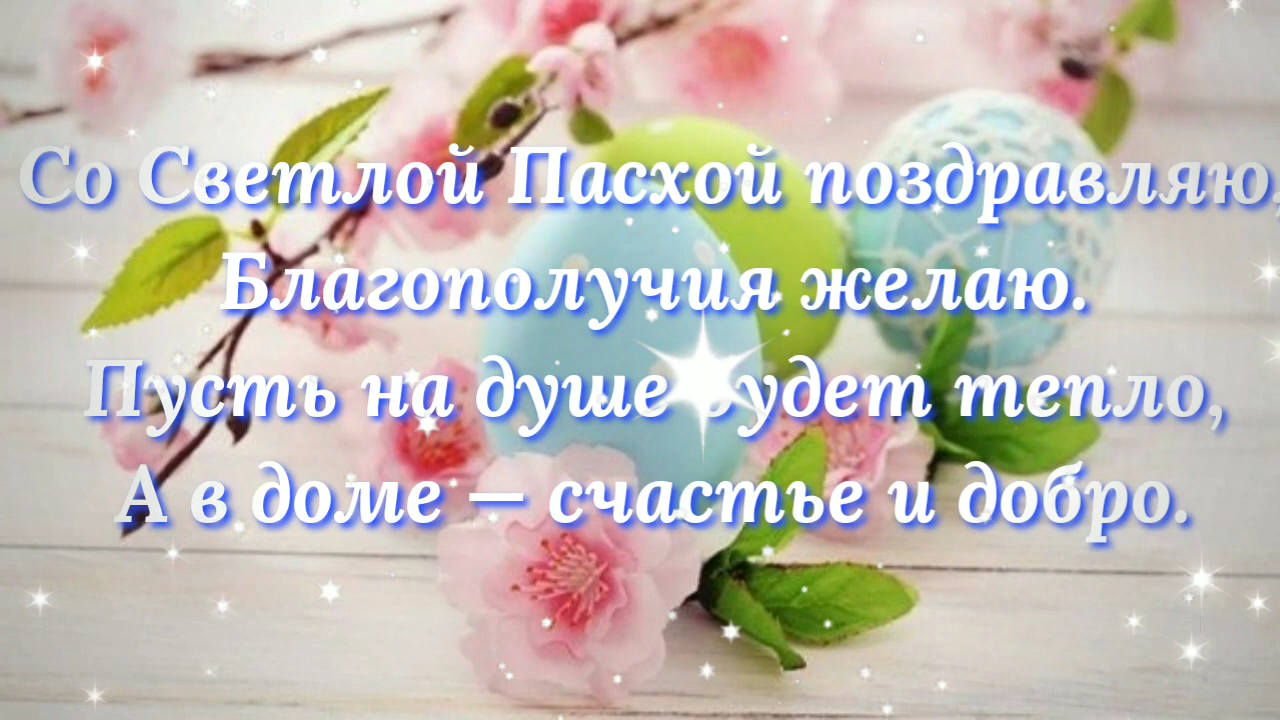 Со Светлой Пасхой поздравляю,
Благополучия желаю.
Пусть на душе будет тепло,
А в доме — счастье и добро.